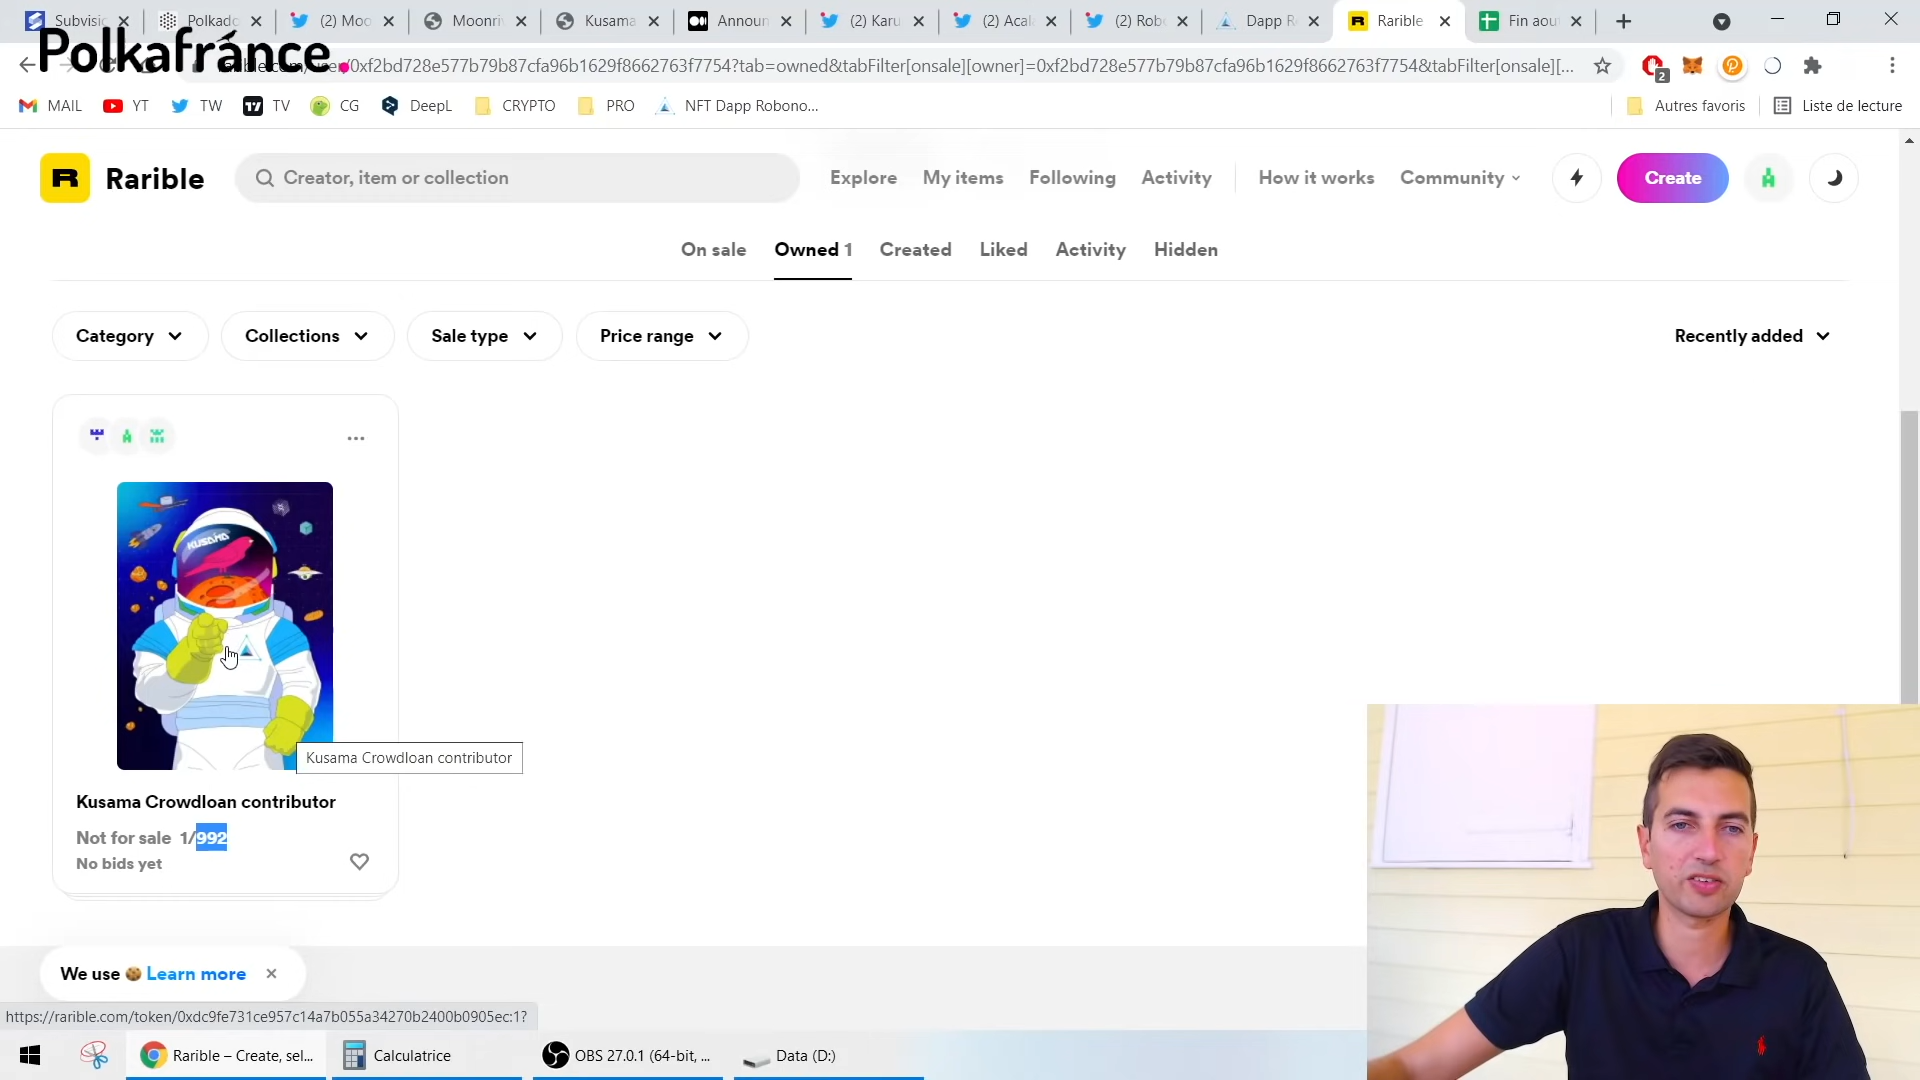 Subvisi
Polkado
(2) Moo
Moonri
Kusama
Announ
(2) Karu
(2) Acal
(2) Rob
Dapp R
Rarible
Fin aou
Polkafránce
0xf2bd728e577b79b87cfa96b1629f8662763f7754?tab=owned&tabFilter[onsale][owner]=0xf2bd728e577b79b87cfa96b1629f8662763f7754&tabFilter[onsale][...
2
MAIL
YT
TW
TV
CG
DeepL
CRYPTO
PRO
NFT Dapp Robono...
Autres favoris
Liste de lecture
R
Rarible
Creator, item or collection
Explore
My items
Following
Activity
How it works
Community
Create
On sale
Owned 1
Created
Liked
Activity
Hidden
Category
Collections
Sale type
Price range
Recently added
KUSAMA
Kusama Crowdloan contributor
Kusama Crowdloan contributor
Not for sale 1/992
No bids yet
We use Learn more
https://rarible.com/token/0xdc9fe731ce957c14a7b055a34270b2400b0905ec:1?
Rarible – Create, sel...
Calculatrice
OBS 27.0.1 (64-bit, ...
Data (D:)